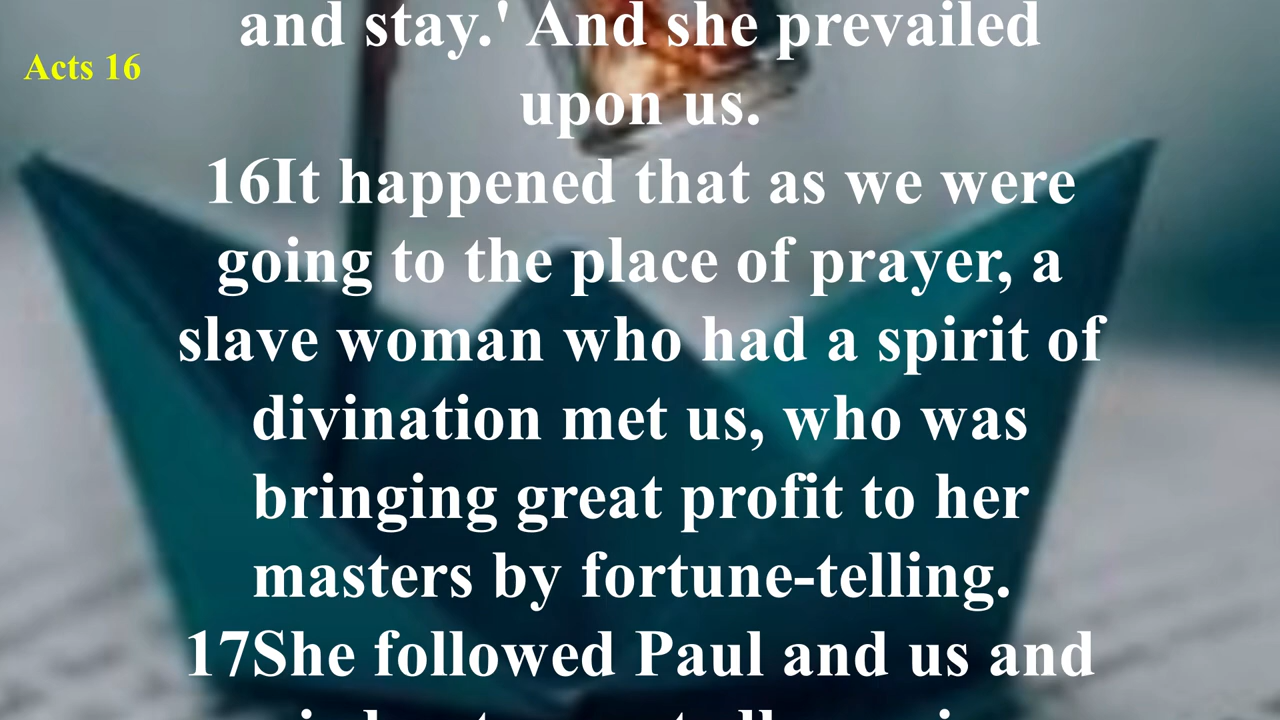 and stay.' And she prevailed
Acts 16
upon us.
16It happened that as we were
going to the place of prayer, a
slave woman who had a spirit of
divination met us, who was
bringing great profit to her
masters by fortune-telling.
17She followed Paul and us and